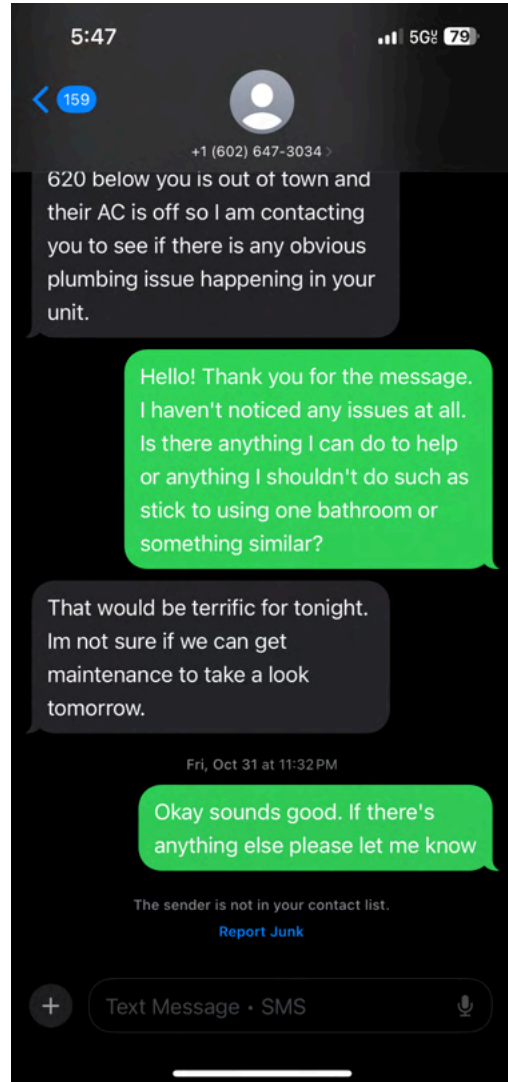 5:47
5G 79
159
+1 (602) 647-3034
620 below you is out of town and
their AC is off so I am contacting
you to see if there is any obvious
plumbing issue happening in your
unit.
Hello! Thank you for the message.
I haven't noticed any issues at all.
Is there anything I can do to help
or anything I shouldn't do such as
stick to using one bathroom or
something similar?
That would be terrific for tonight.
Im not sure if we can get
maintenance to take a look
tomorrow.
Fri, Oct 31 at 11:32 PM
Okay sounds good. If there's
anything else please let me know
The sender is not in your contact list.
Report Junk
Text Message • SMS